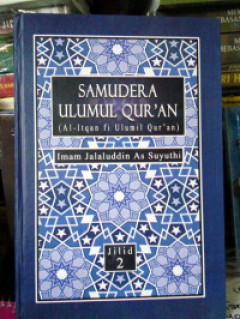 SAMUDERA
ULUMUL QUR'AN
(Al-Itqan fi Ulumil Qur'an)
Imam Jalaluddin As Suyuthi
Jilid
2